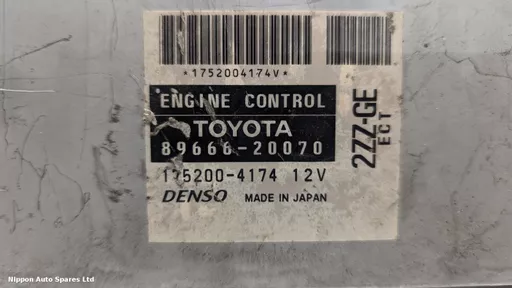 *1752004174V*
ENGINE CONTROL
TOYOTA
89666-20070
175200-4174 12V
DENSO MADE IN JAPAN
2ZZ-GE
ECT
Nippon Auto Spares Ltd